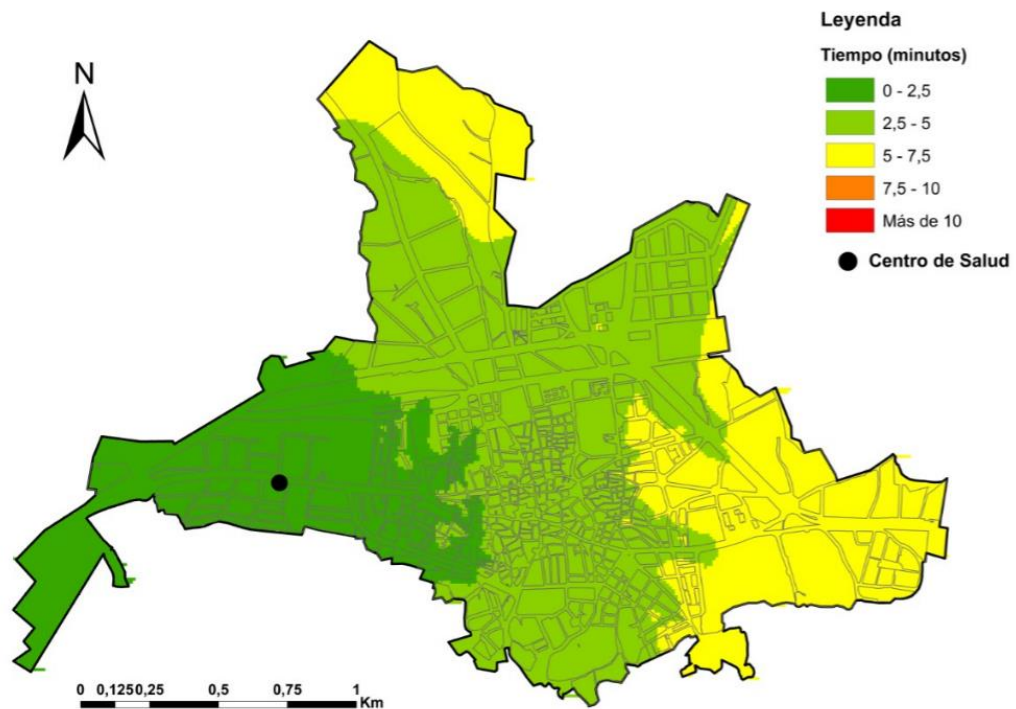 Leyenda
Tiempo (minutos)
0 - 2,5
2,5 - 5
5 - 7,5
7,5 - 10
Más de 10
Centro de Salud
N
0 0,125 0,25 0,5 0,75 1
Km